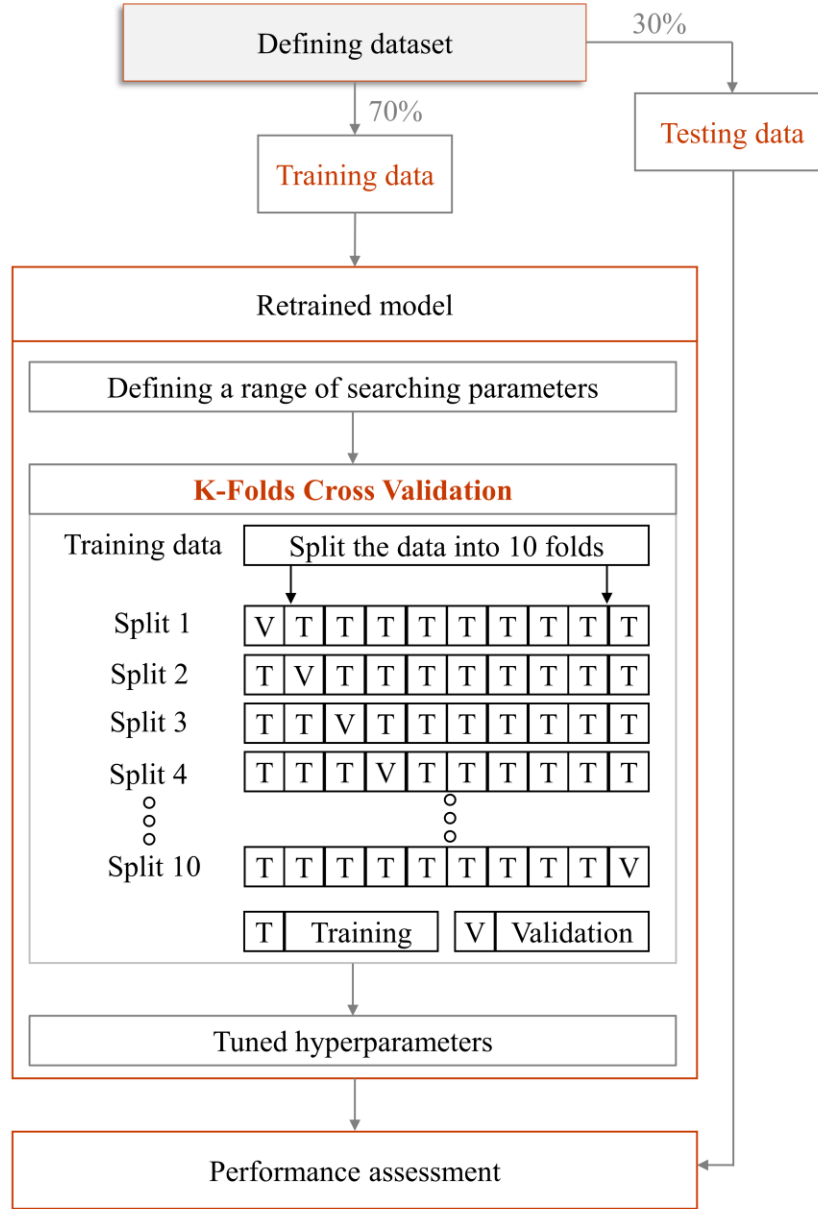 Defining dataset
30%
70%
Testing data
Training data
Retrained model
Defining a range of searching parameters
K-Folds Cross Validation
Training data Split the data into 10 folds
Split 1 V T T T T T T T T T
Split 2 T V T T T T T T T T
Split 3 T T V T T T T T T T
Split 4 T T T V T T T T T T
Split 10 T T T T T T T T T V
T Training V Validation
Tuned hyperparameters
Performance assessment